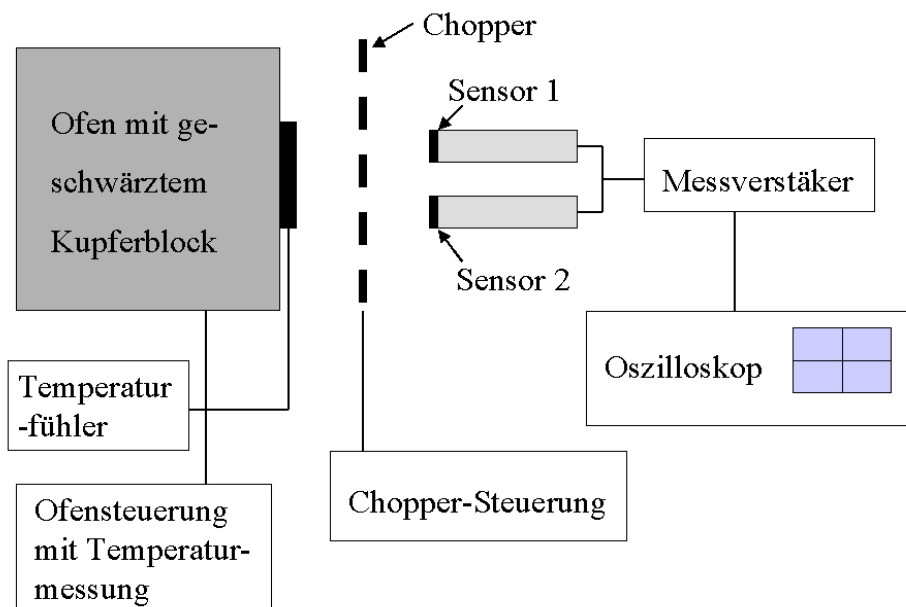 Chopper
Sensor 1
Ofen mit ge-
schwärztem
Kupferblock
Messverstäker
Sensor 2
Oszilloskop
Temperatur
-fühler
Chopper-Steuerung
Ofensteuerung
mit Temperatur-
messung